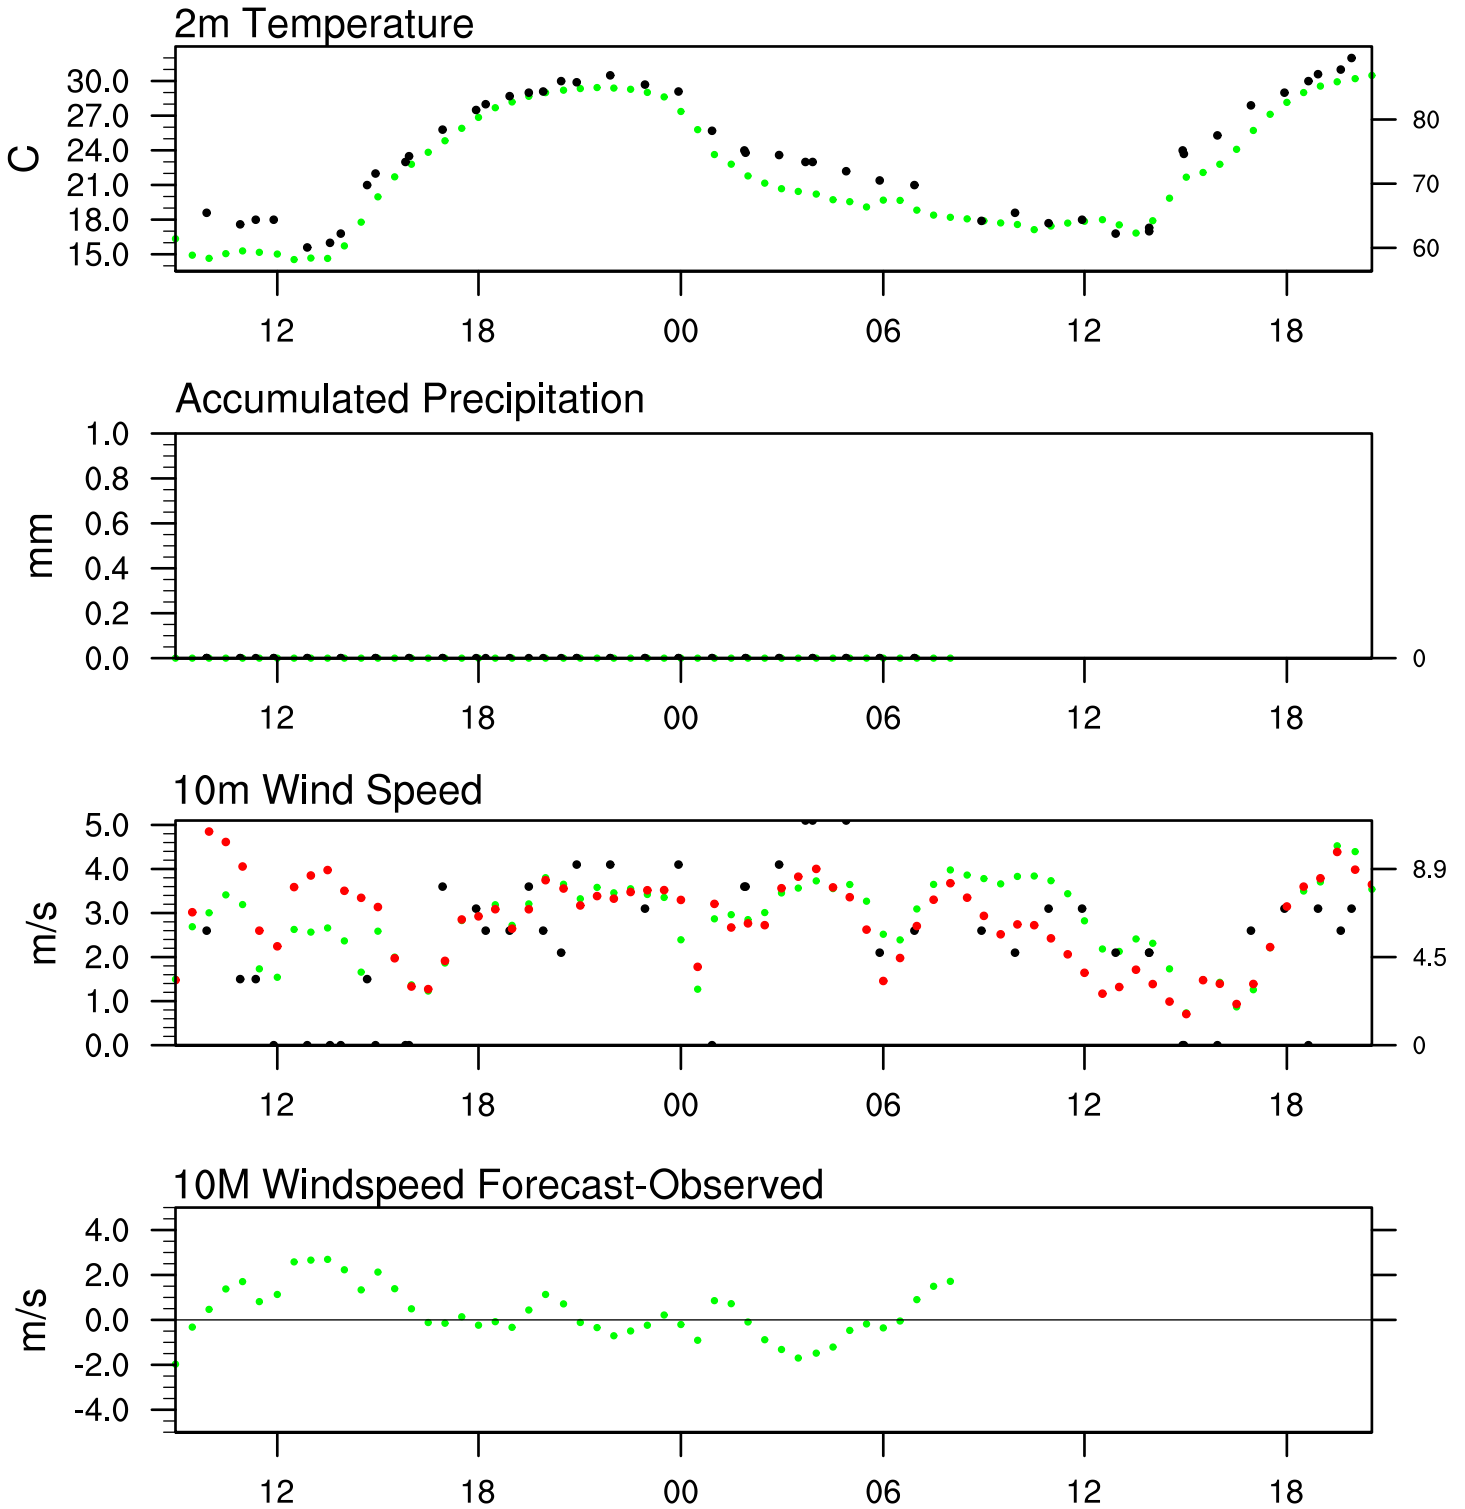 2m Temperature
30.0
27.0
24.0
21.0
18.0
15.0
C
80
70
60
12 18 00 06 12 18
Accumulated Precipitation
1.0
0.8
0.6
0.4
0.2
0.0
mm
0
12 18 00 06 12 18
10m Wind Speed
5.0
4.0
3.0
2.0
1.0
0.0
m/s
8.9
4.5
0
12 18 00 06 12 18
10M Windspeed Forecast-Observed
4.0
2.0
0.0
-2.0
-4.0
m/s
12 18 00 06 12 18